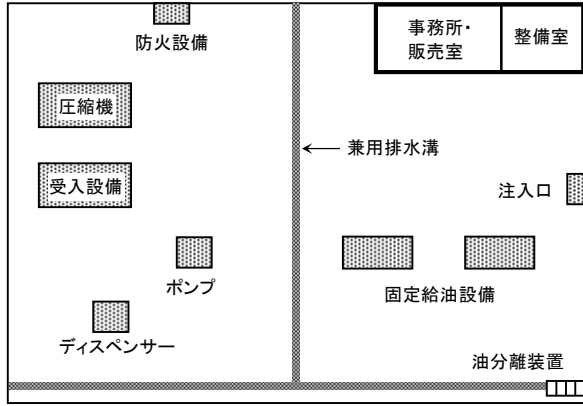 防火設備
事務所・
販売室
整備室
圧縮機
兼用排水溝
受入設備
注入口
ポンプ
固定給油設備
ディスペンサー
油分離装置